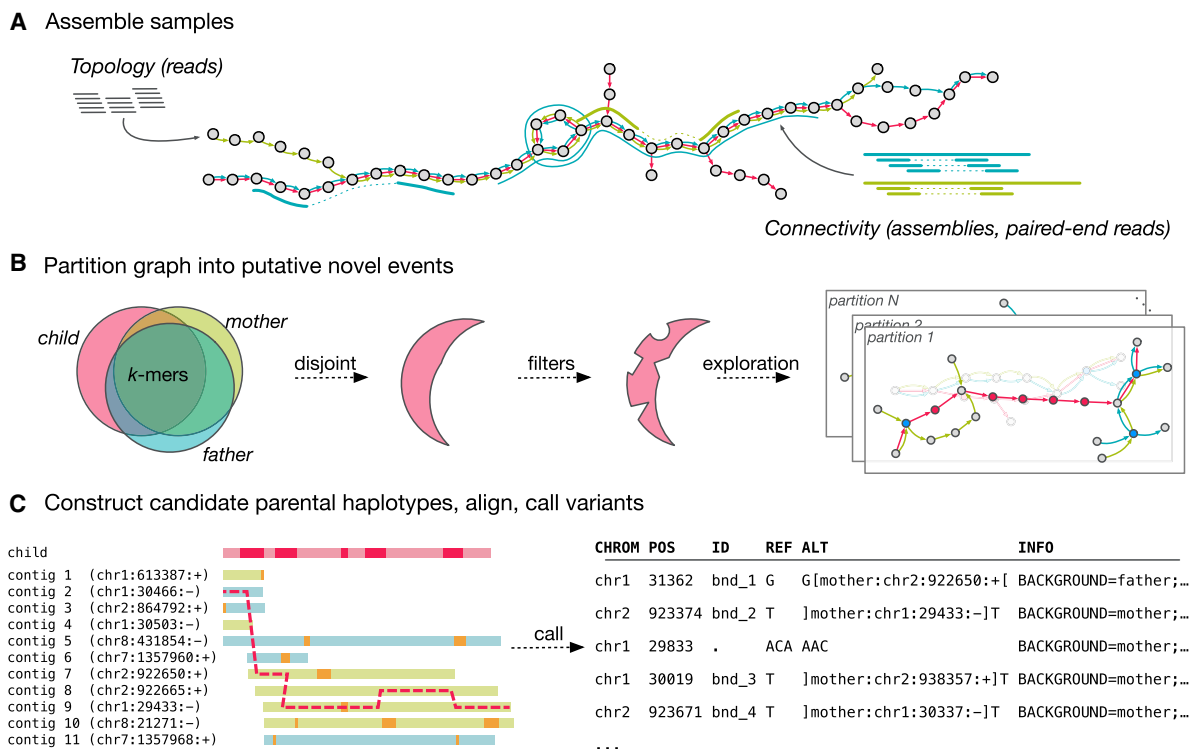 A Assemble samples
Topology (reads)
Connectivity (assemblies, paired-end reads)
B Partition graph into putative novel events
child
mother
k-mers
father
disjoint
filters
exploration
partition N
partition 2
partition 1
C Construct candidate parental haplotypes, align, call variants
child
contig 1 (chr1:613387:+)
contig 2 (chr1:30466:-)
contig 3 (chr2:864792:+)
contig 4 (chr1:30503:-)
contig 5 (chr8:431854:-)
contig 6 (chr7:1357960:+)
contig 7 (chr2:922650:+)
contig 8 (chr2:922665:+)
contig 9 (chr1:29433:-)
contig 10 (chr8:21271:-)
contig 11 (chr7:1357968:+)
call
CHROM POS ID REF ALT INFO
chr1 31362 bnd_1 G G[mother:chr2:922650:+[ BACKGROUND=father;…
chr2 923374 bnd_2 T ]mother:chr1:29433:-]T BACKGROUND=mother;…
chr1 29833 . ACA AAC BACKGROUND=mother;…
chr1 30019 bnd_3 T ]mother:chr2:938357:+]T BACKGROUND=mother;…
chr2 923671 bnd_4 T ]mother:chr1:30337:-]T BACKGROUND=mother;…
...